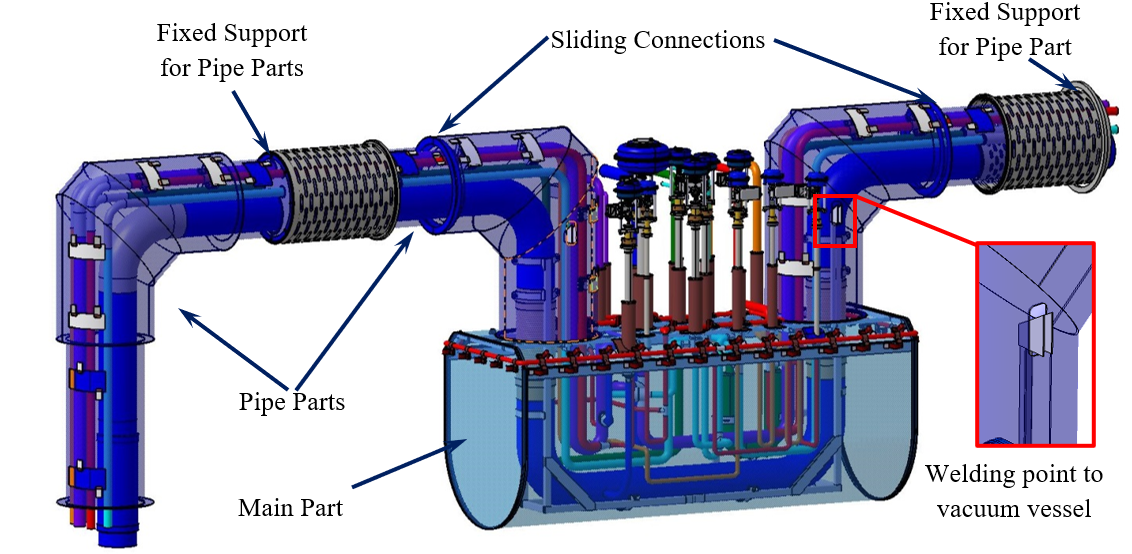 Fixed Support
for Pipe Parts
Sliding Connections
Fixed Support
for Pipe Part
Pipe Parts
Main Part
Welding point to
vacuum vessel